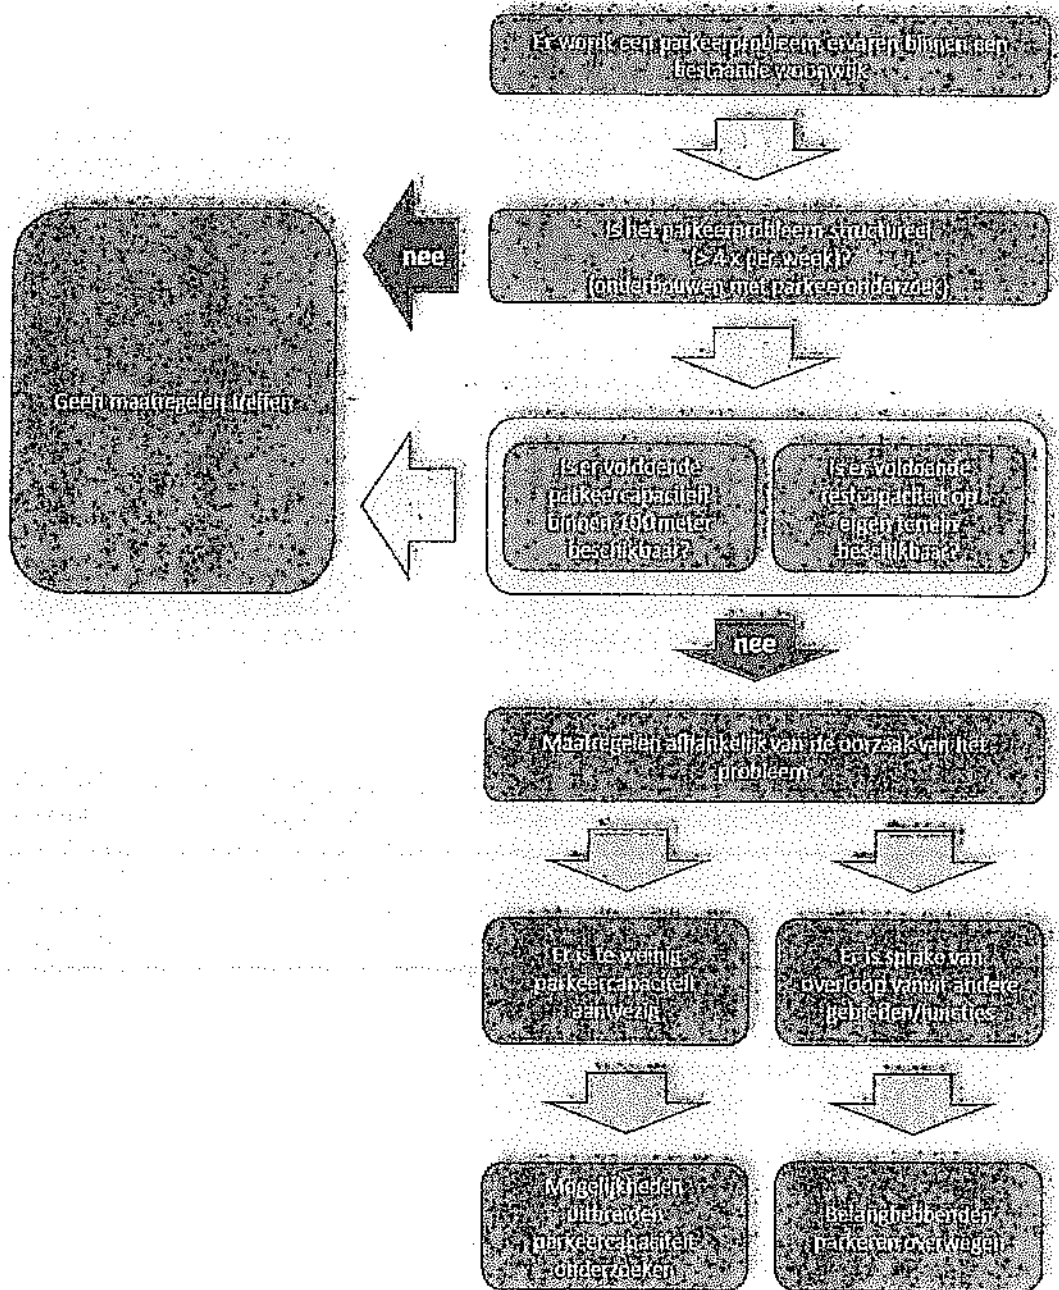 Er wordt een parkeerprobleem ervaren binnen een
bestaande woonwijk
nee
Is het parkeerprobleem structureel
(> 4 x per week)?
(onderbouwen met parkeeronderzoek)
Geen maatregelen treffen
Is er voldoende
parkeercapaciteit
binnen 100 meter
beschikbaar?
Is er voldoende
restcapaciteit op
eigen terrein
beschikbaar?
nee
Maatregelen afhankelijk van de oorzaak van het
probleem
Er is te weinig
parkeercapaciteit
aanwezig
Er is sprake van
overloop vanuit andere
gebieden/functies
Mogelijkheden
uitbreiden
parkeercapaciteit
onderzoeken
Belanghebbenden
parkeren overwegen